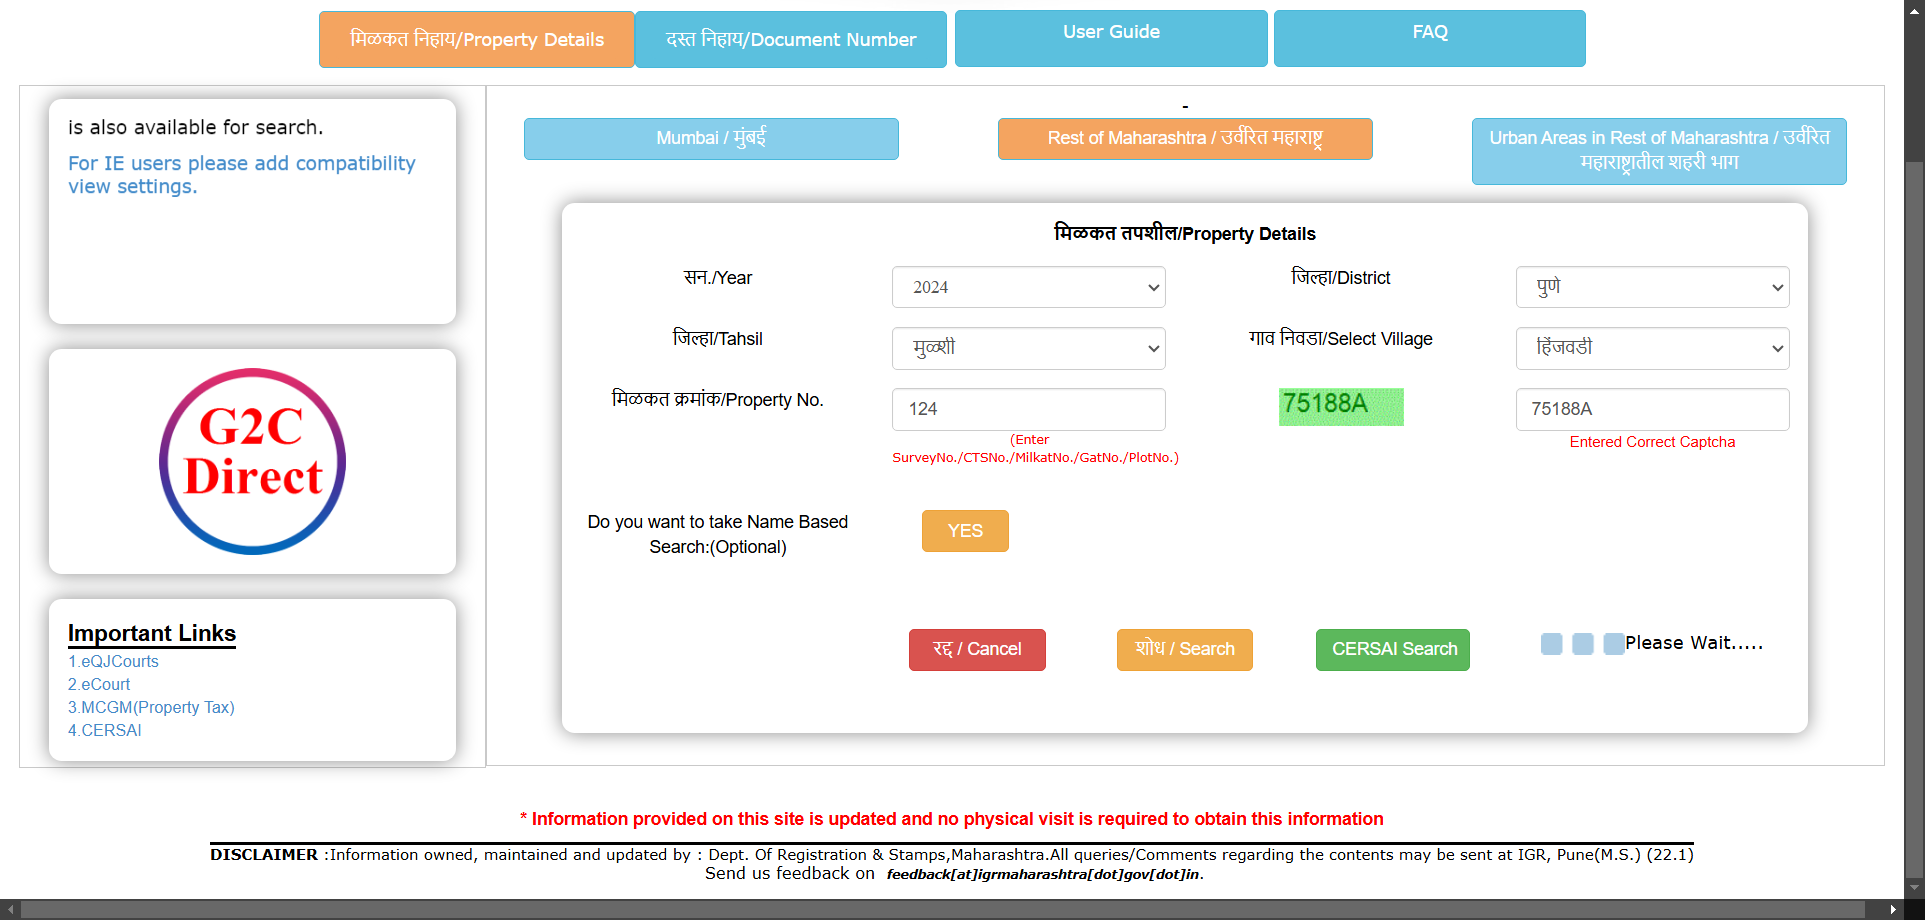 मिळकत निहाय/Property Details
दस्त निहाय/Document Number
User Guide
FAQ
is also available for search.
For IE users please add compatibility
view settings.
G2C
Direct
Important Links
1.eQJCourts
2.eCourt
3.MCGM(Property Tax)
4.CERSAI
-
Mumbai / मुंबई
Rest of Maharashtra / उर्वरित महाराष्ट्र
Urban Areas in Rest of Maharashtra / उर्वरित
महाराष्ट्रातील शहरी भाग
मिळकत तपशील/Property Details
सन./Year
2024
जिल्हा/District
पुणे
जिल्हा/Tahsil
मुळशी
गाव निवडा/Select Village
हिंजवडी
मिळकत क्रमांक/Property No.
124
75188A
75188A
(Enter
SurveyNo./CTSNo./MilkatNo./GatNo./PlotNo.)
Entered Correct Captcha
Do you want to take Name Based
Search:(Optional)
YES
रद्द / Cancel
शोध / Search
CERSAI Search
Please Wait.....
* Information provided on this site is updated and no physical visit is required to obtain this information
DISCLAIMER :Information owned, maintained and updated by : Dept. Of Registration & Stamps,Maharashtra.All queries/Comments regarding the contents may be sent at IGR, Pune(M.S.) (22.1)
Send us feedback on feedback[at]igrmaharashtra[dot]gov[dot]in.